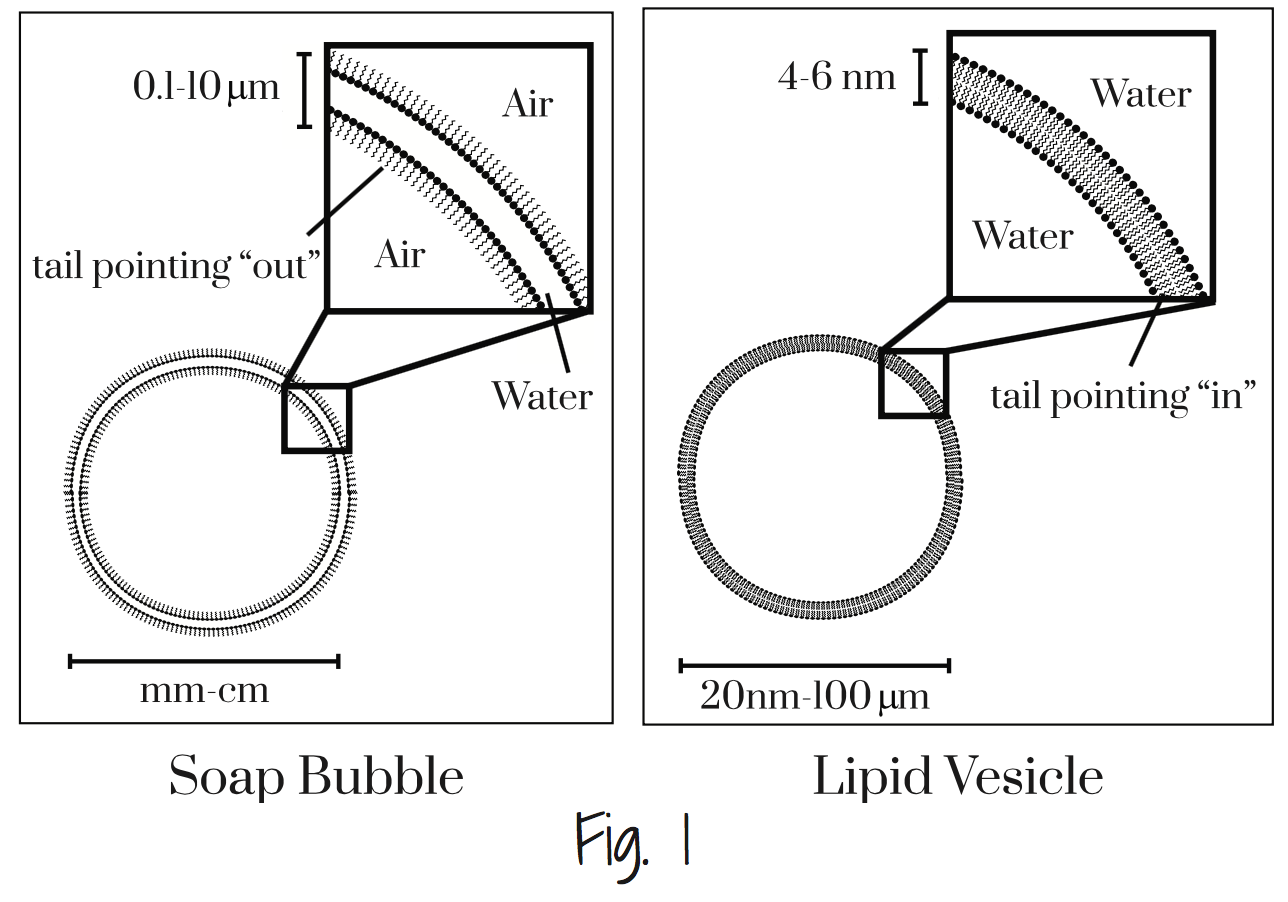 0.1-10 μm
Air
tail pointing “out”
Air
Water
mm-cm
Soap Bubble
4-6 nm
Water
Water
tail pointing “in”
20nm-100 μm
Lipid Vesicle
Fig. 1